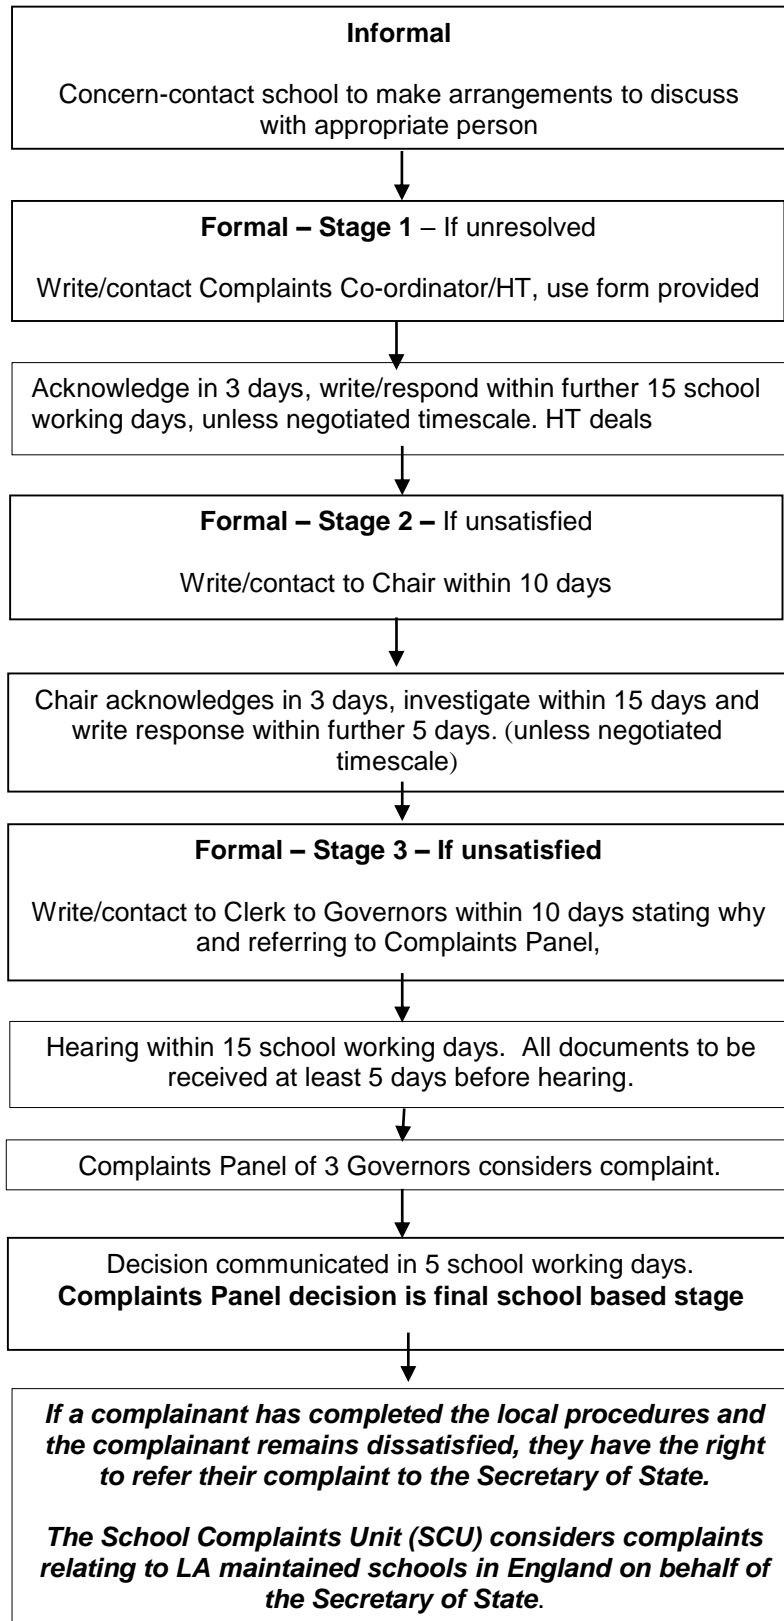 Informal
Concern-contact school to make arrangements to discuss
with appropriate person
Formal – Stage 1 – If unresolved
Write/contact Complaints Co-ordinator/HT, use form provided
Acknowledge in 3 days, write/respond within further 15 school
working days, unless negotiated timescale. HT deals
Formal – Stage 2 – If unsatisfied
Write/contact to Chair within 10 days
Chair acknowledges in 3 days, investigate within 15 days and
write response within further 5 days. (unless negotiated
timescale)
Formal – Stage 3 – If unsatisfied
Write/contact to Clerk to Governors within 10 days stating why
and referring to Complaints Panel,
Hearing within 15 school working days.  All documents to be
received at least 5 days before hearing.
Complaints Panel of 3 Governors considers complaint.
Decision communicated in 5 school working days.
Complaints Panel decision is final school based stage
If a complainant has completed the local procedures and
the complainant remains dissatisfied, they have the right
to refer their complaint to the Secretary of State.
The School Complaints Unit (SCU) considers complaints
relating to LA maintained schools in England on behalf of
the Secretary of State.